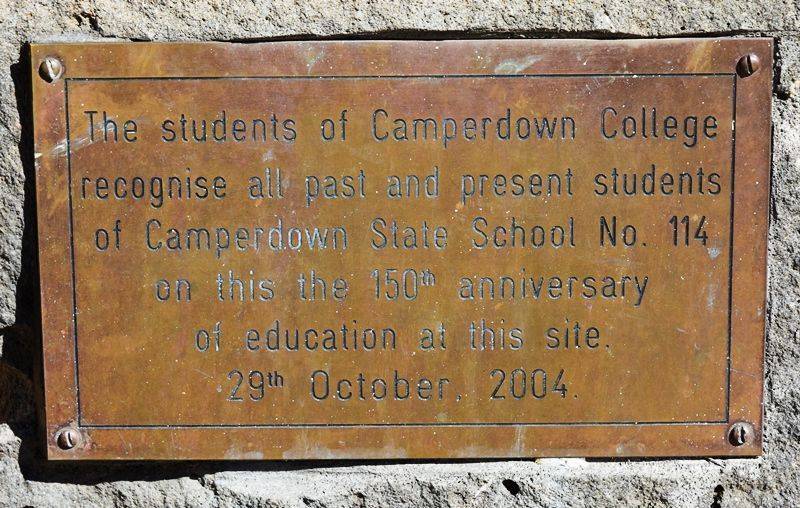 The students of Camperdown College
recognise all past and present students
of Camperdown State School No. 114
on this the 150th anniversary
of education at this site.
29th October, 2004.